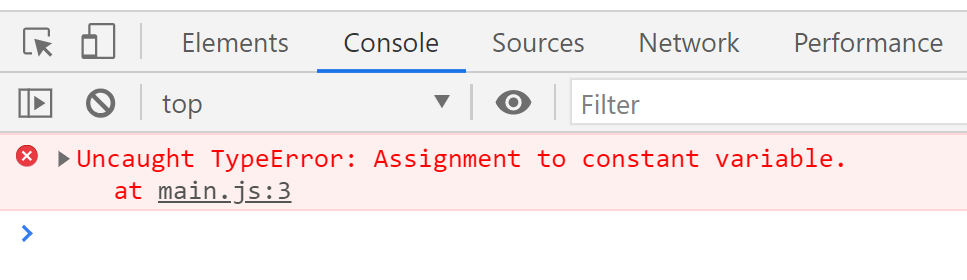 Elements Console Sources Network Performance
top Filter
Uncaught TypeError: Assignment to constant variable.
at main.js:3